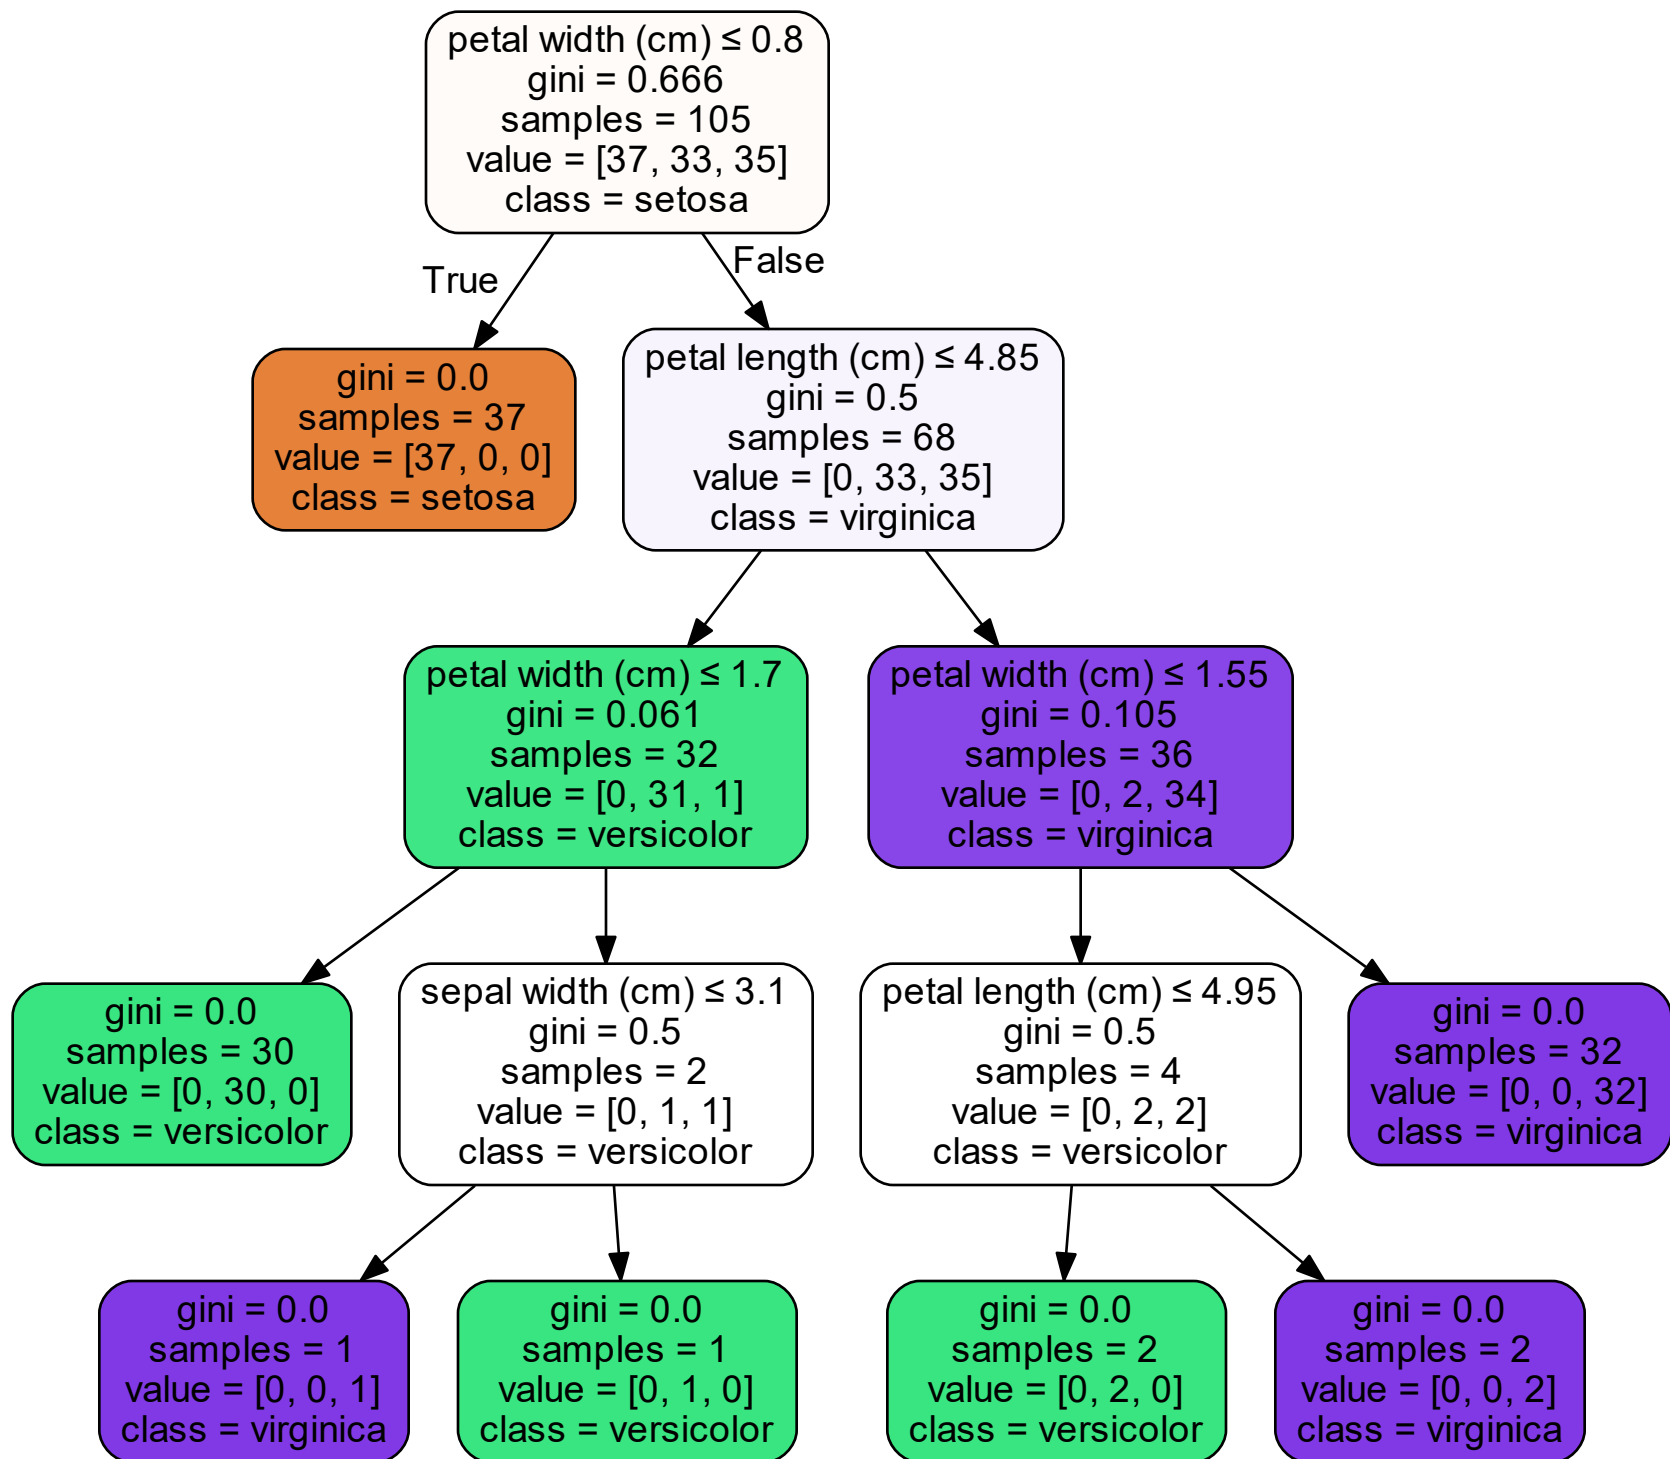 petal width (cm) ≤ 0.8
gini = 0.666
samples = 105
value = [37, 33, 35]
class = setosa
True
False
gini = 0.0
samples = 37
value = [37, 0, 0]
class = setosa
petal length (cm) ≤ 4.85
gini = 0.5
samples = 68
value = [0, 33, 35]
class = virginica
petal width (cm) ≤ 1.7
gini = 0.061
samples = 32
value = [0, 31, 1]
class = versicolor
petal width (cm) ≤ 1.55
gini = 0.105
samples = 36
value = [0, 2, 34]
class = virginica
gini = 0.0
samples = 30
value = [0, 30, 0]
class = versicolor
sepal width (cm) ≤ 3.1
gini = 0.5
samples = 2
value = [0, 1, 1]
class = versicolor
petal length (cm) ≤ 4.95
gini = 0.5
samples = 4
value = [0, 2, 2]
class = versicolor
gini = 0.0
samples = 32
value = [0, 0, 32]
class = virginica
gini = 0.0
samples = 1
value = [0, 0, 1]
class = virginica
gini = 0.0
samples = 1
value = [0, 1, 0]
class = versicolor
gini = 0.0
samples = 2
value = [0, 2, 0]
class = versicolor
gini = 0.0
samples = 2
value = [0, 0, 2]
class = virginica